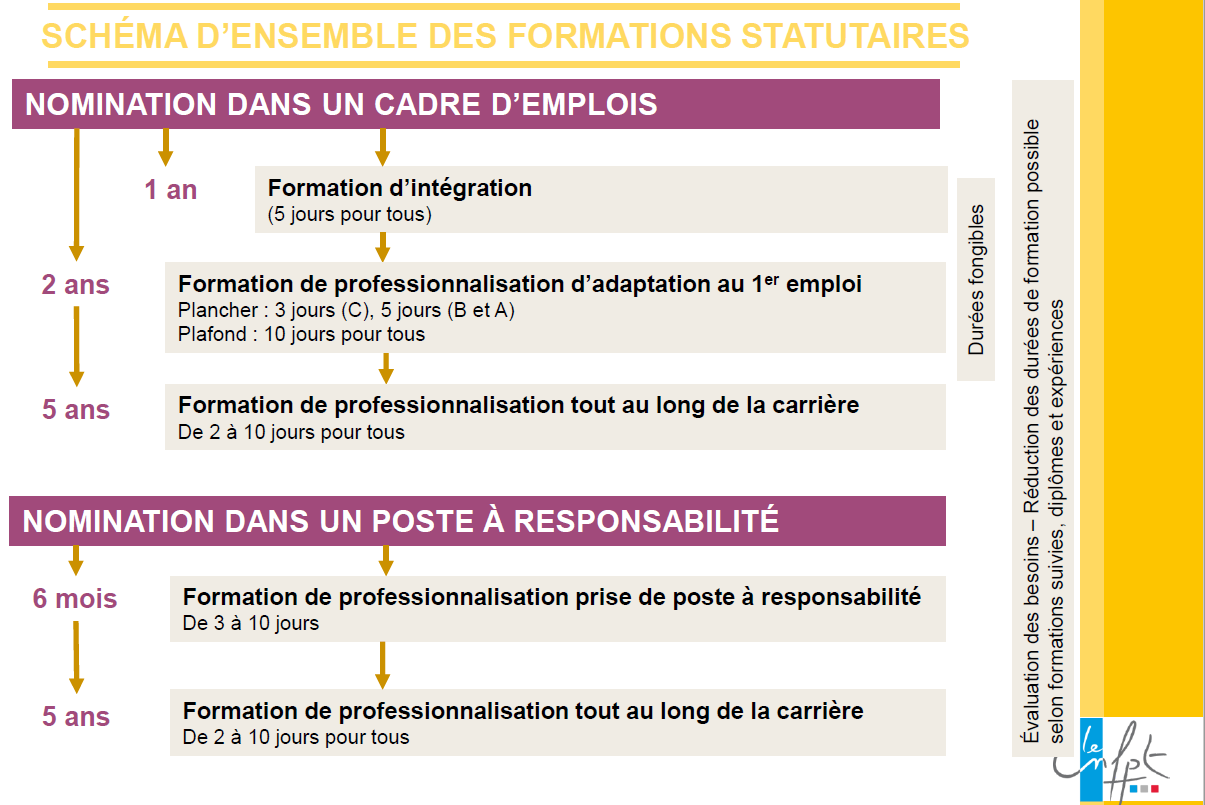 SCHÉMA D’ENSEMBLE DES FORMATIONS STATUTAIRES
NOMINATION DANS UN CADRE D’EMPLOIS
1 an
Formation d’intégration
(5 jours pour tous)
2 ans
Formation de professionnalisation d’adaptation au 1er emploi
Plancher : 3 jours (C), 5 jours (B et A)
Plafond : 10 jours pour tous
5 ans
Formation de professionnalisation tout au long de la carrière
De 2 à 10 jours pour tous
Durées fongibles
NOMINATION DANS UN POSTE À RESPONSABILITÉ
6 mois
Formation de professionnalisation prise de poste à responsabilité
De 3 à 10 jours
5 ans
Formation de professionnalisation tout au long de la carrière
De 2 à 10 jours pour tous
Évaluation des besoins – Réduction des durées de formation possible
selon formations suivies, diplômes et expériences
le
cnfpt